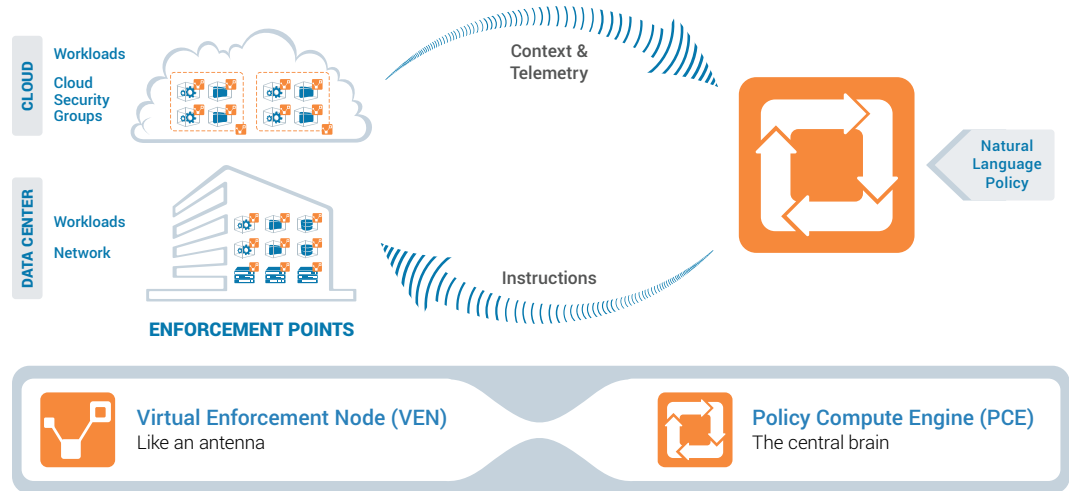 CLOUD
Workloads
Cloud
Security
Groups
Context &
Telemetry
Natural
Language
Policy
DATA CENTER
Workloads
Network
Instructions
ENFORCEMENT POINTS
Virtual Enforcement Node (VEN)
Like an antenna
Policy Compute Engine (PCE)
The central brain